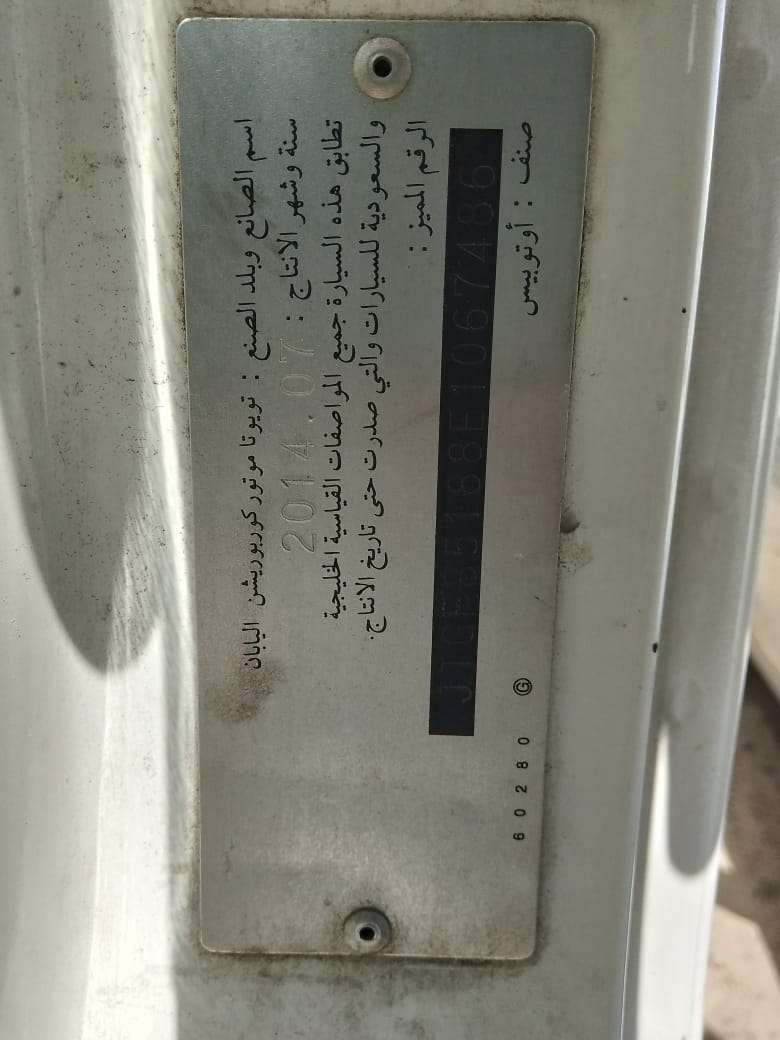 اسم الصانع وبلد الصنع : تويوتا موتور كوربوريشن اليابان
سنة وشهر الانتاج : 2014.07
تطابق هذه السيارة جميع المواصفات القياسية الخليجية
والسعودية للسيارات والتي صدرت حتى تاريخ الانتاج.
الرقم المميز :
صنف : أوتوبيس
60280 G